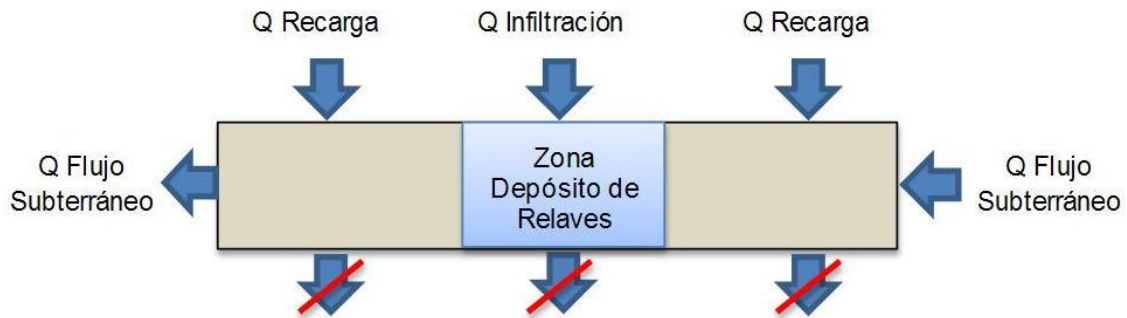 Q Recarga
Q Infiltración
Q Recarga
Q Flujo
Subterráneo
Zona
Depósito de
Relaves
Q Flujo
Subterráneo